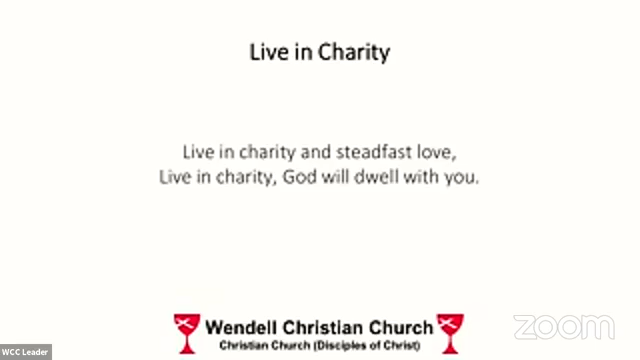 Live in Charity
Live in charity and steadfast love,
Live in charity, God will dwell with you.
Wendell Christian Church
Christian Church (Disciples of Christ)
WCC Leader
zoom